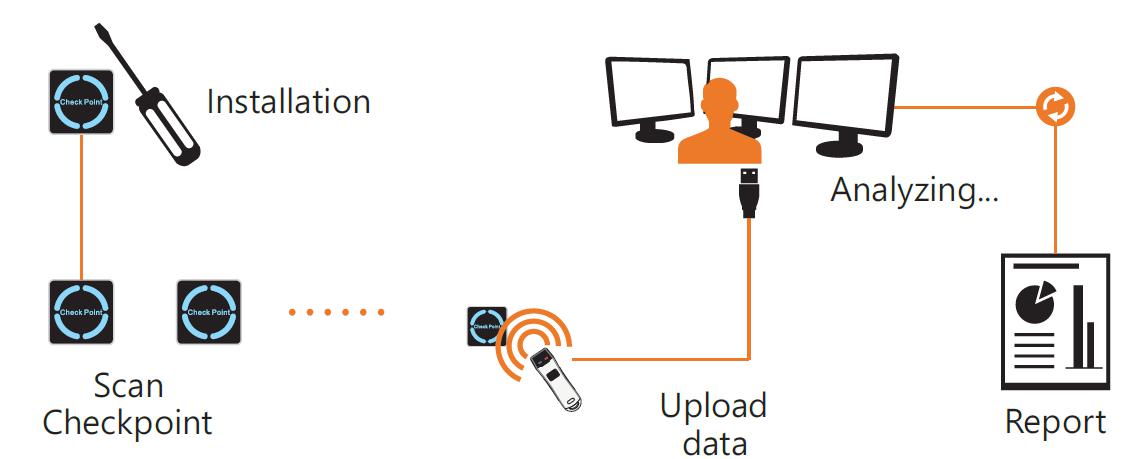 Check Point
Installation
Analyzing...
Check Point
Check Point
Check Point
Scan
Checkpoint
Upload
data
Report